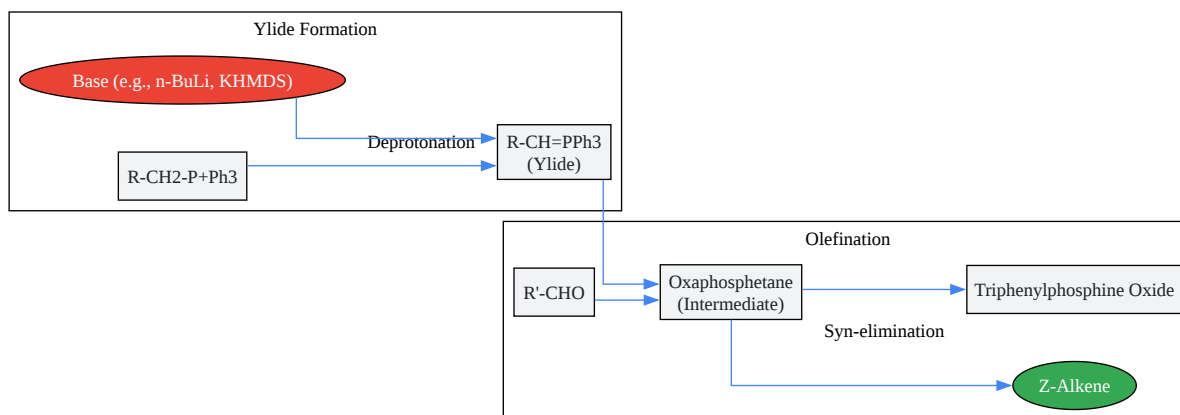 Ylide Formation
Base (e.g., n-BuLi, KHMDS)
Deprotonation
R-CH=PPh3
(Ylide)
R-CH2-P+Ph3
Olefination
R'-CHO
Oxaphosphetane
(Intermediate)
Triphenylphosphine Oxide
Syn-elimination
Z-Alkene